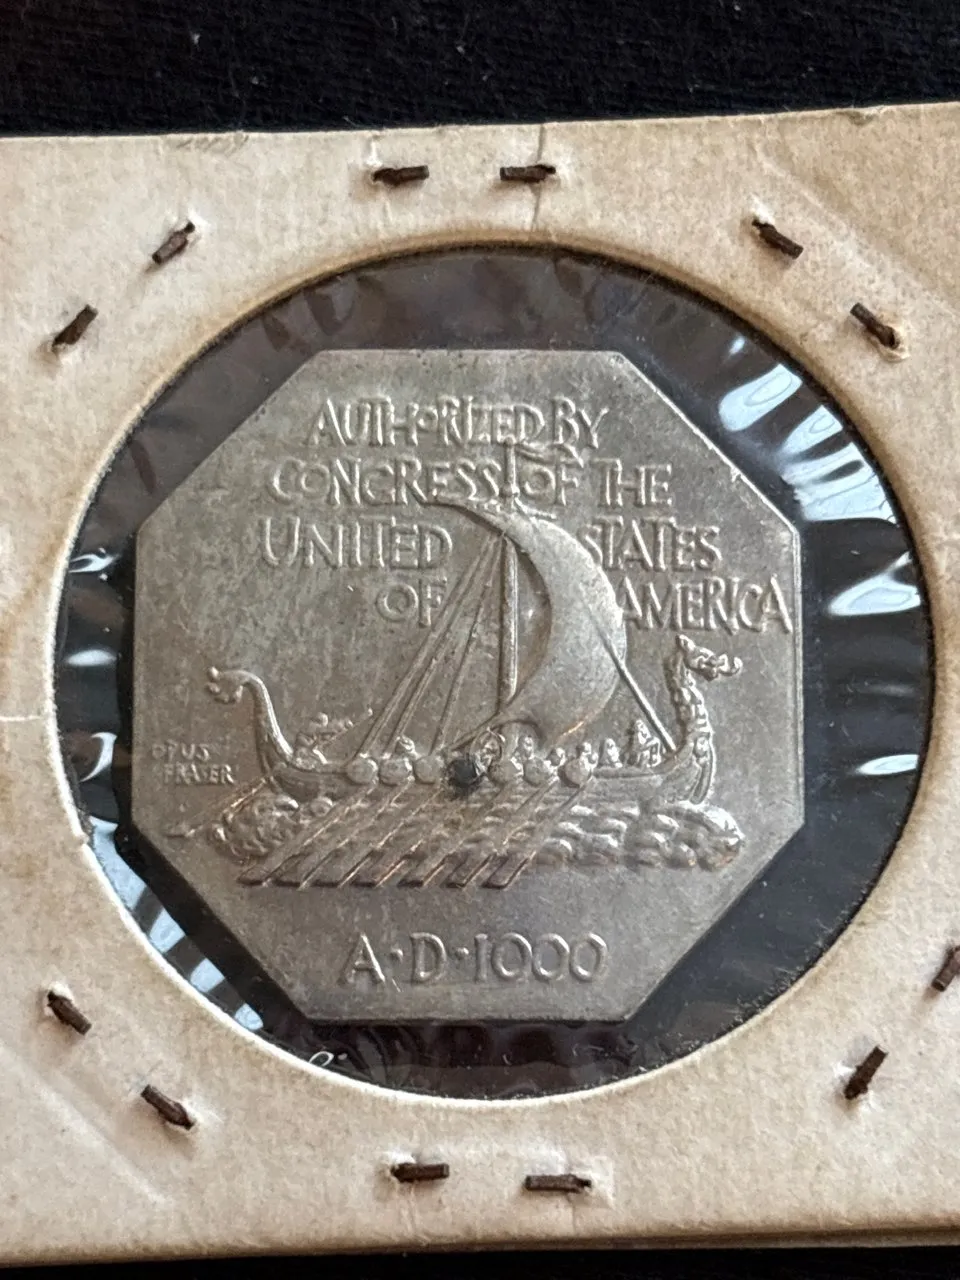 AUTHORIZED BY
CONGRESS OF THE
UNITED STATES
OF AMERICA
OPUS
FRASER
A·D·1000